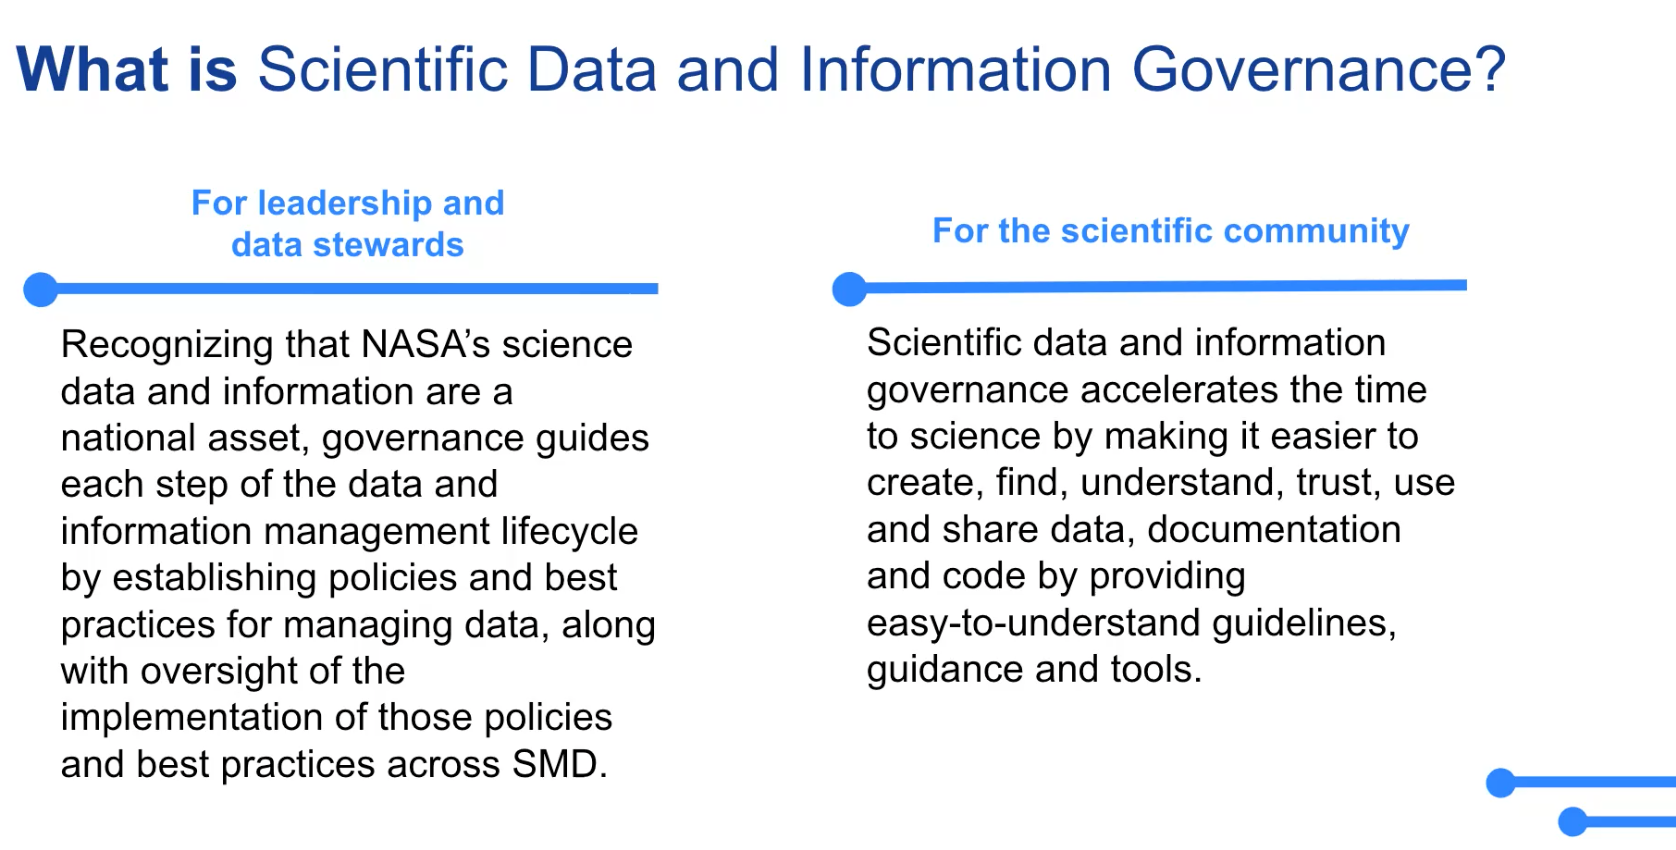 What is Scientific Data and Information Governance?
For leadership and
data stewards
Recognizing that NASA’s science
data and information are a
national asset, governance guides
each step of the data and
information management lifecycle
by establishing policies and best
practices for managing data, along
with oversight of the
implementation of those policies
and best practices across SMD.
For the scientific community
Scientific data and information
governance accelerates the time
to science by making it easier to
create, find, understand, trust, use
and share data, documentation
and code by providing
easy-to-understand guidelines,
guidance and tools.